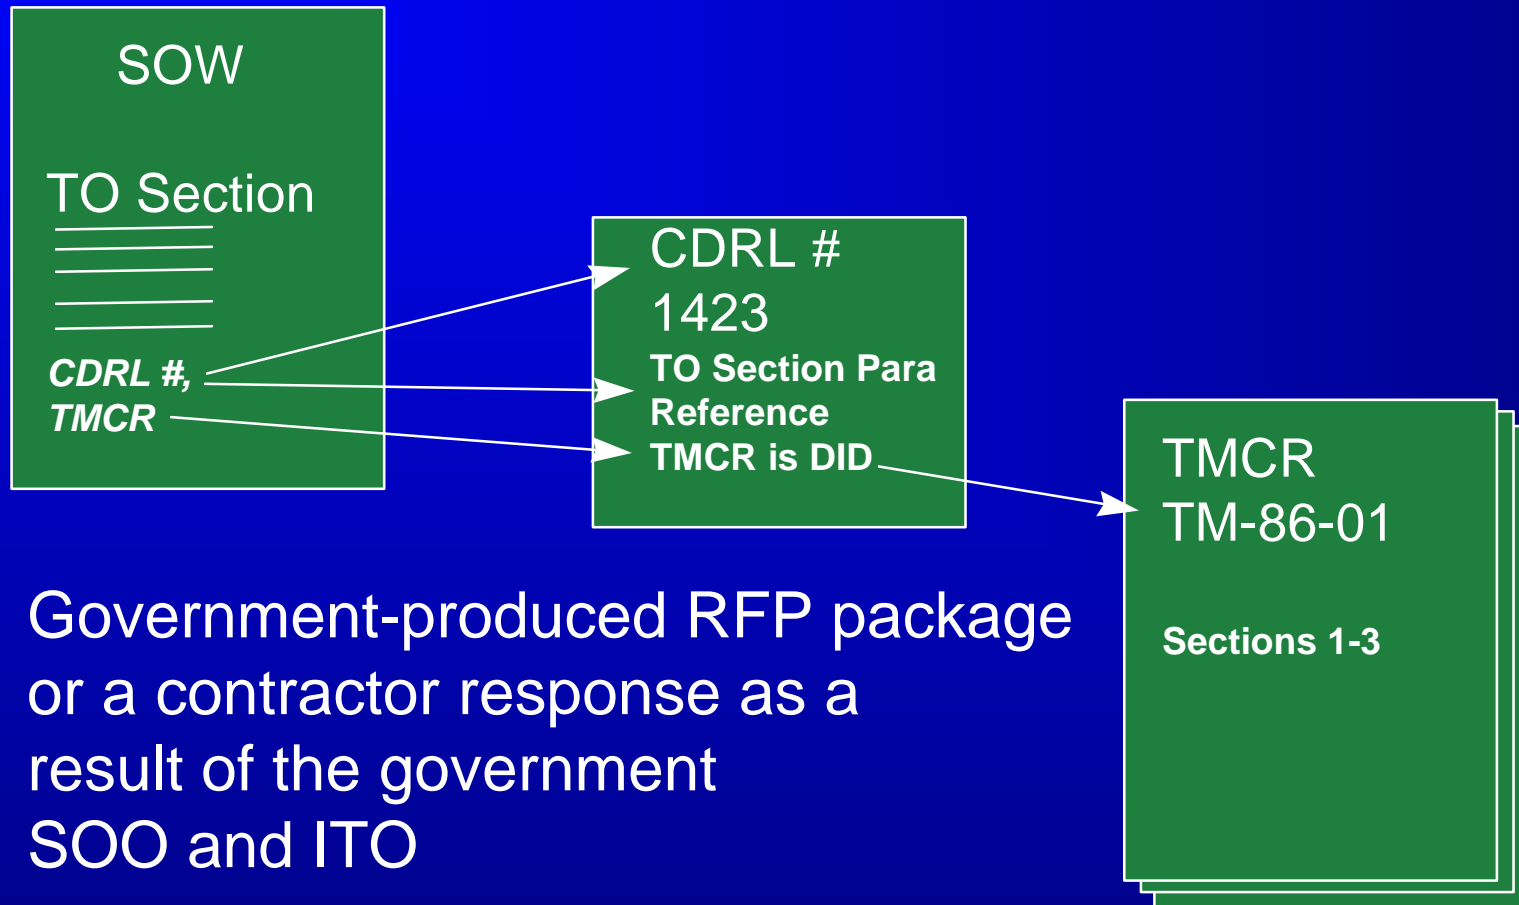 SOW
TO Section
CDRL #,
TMCR
CDRL #
1423
TO Section Para
Reference
TMCR is DID
TMCR
TM-86-01
Sections 1-3
Government-produced RFP package
or a contractor response as a
result of the government
SOO and ITO